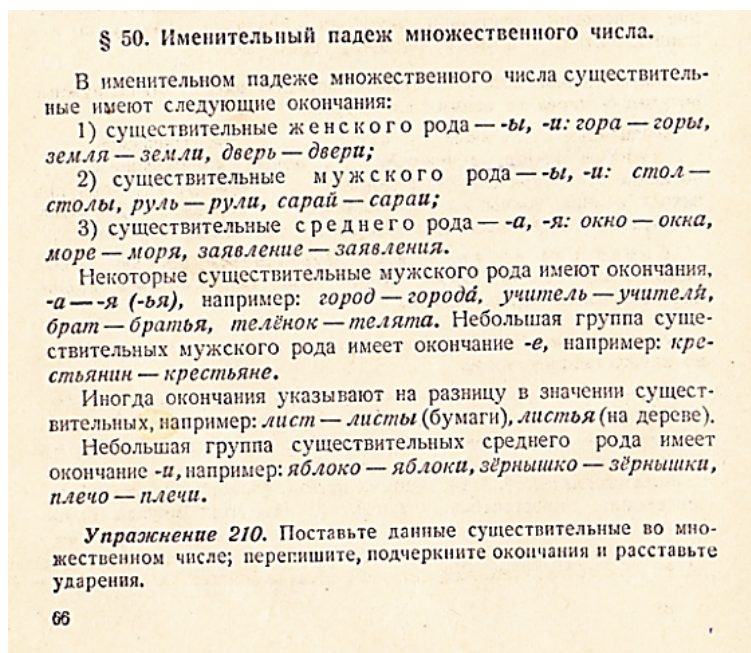 § 50. Именительный падеж множественного числа.
В именительном падеже множественного числа существитель-
ные имеют следующие окончания:
1) существительные женского рода — -ы, -и: гора — горы,
земля — земли, дверь — двери;
2) существительные мужского рода — -ы, -и: стол —
столы, руль — рули, сарай — сараи;
3) существительные среднего рода — -а, -я: окно — окна,
море — моря, заявление — заявления.
Некоторые существительные мужского рода имеют окончания,
-а — -я (-ья), например: город — города́, учитель — учителя́,
брат — братья, телёнок — телята. Небольшая группа суще-
ствительных мужского рода имеет окончание -е, например: кре-
стьянин — крестьяне.
Иногда окончания указывают на разницу в значении сущест-
вительных, например: лист — листы (бумаги), листья (на дереве).
Небольшая группа существительных среднего рода имеет
окончание -и, например: яблоко — яблоки, зёрнышко — зёрнышки,
плечо — плечи.
Упражнение 210. Поставьте данные существительные во мно-
жественном числе; перепишите, подчеркните окончания и расставьте
ударения.
66